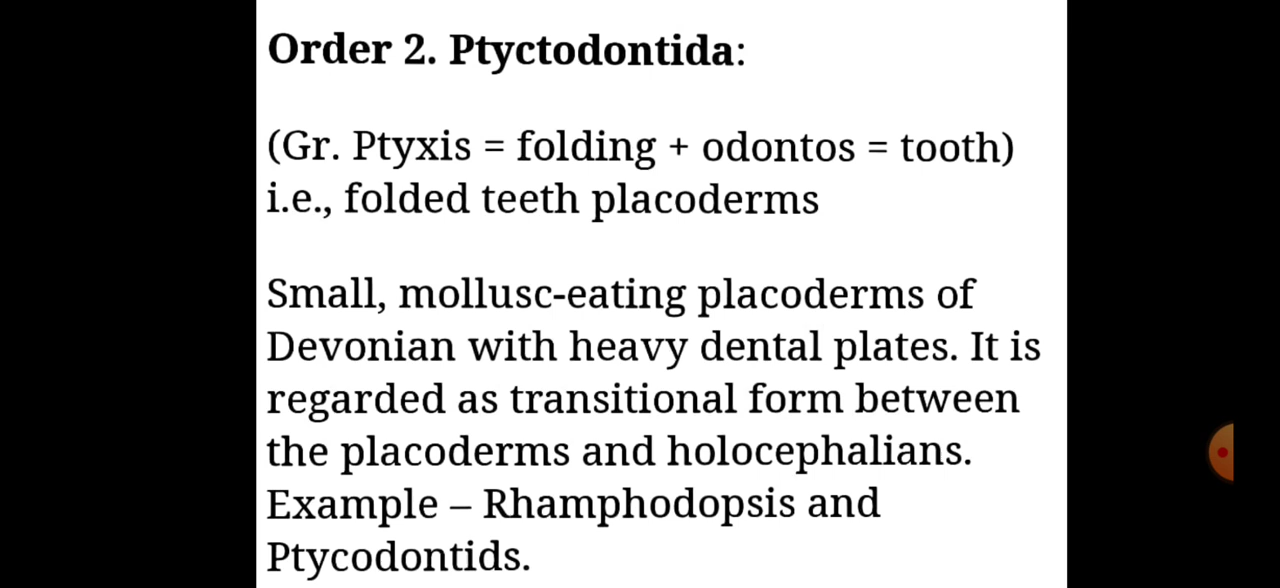 Order 2. Ptyctodontida:
(Gr. Ptyxis = folding + odontos = tooth)
i.e., folded teeth placoderms
Small, mollusc-eating placoderms of
Devonian with heavy dental plates. It is
regarded as transitional form between
the placoderms and holocephalians.
Example – Rhamphodopsis and
Ptycodontids.